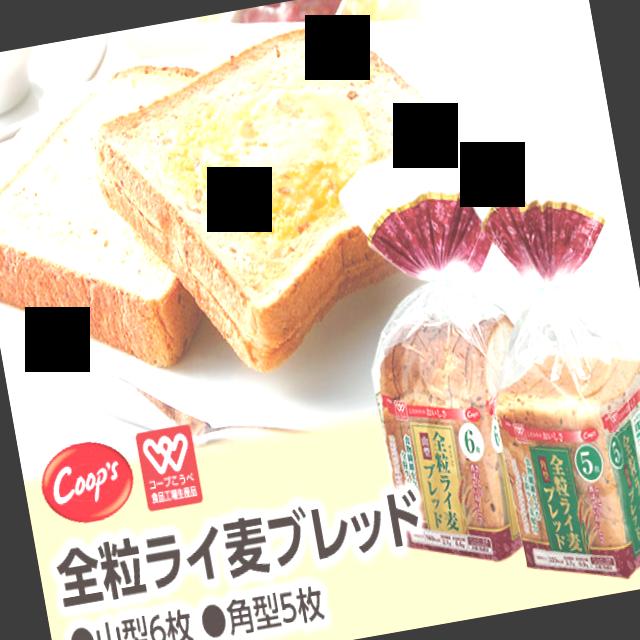 Coop's
コープこうべ
食品工場生産品
全粒ライ麦ブレッド
●山型6枚 ●角型5枚
6枚
全粒ライ麦
ブレッド
5枚
全粒ライ麦
ブレッド